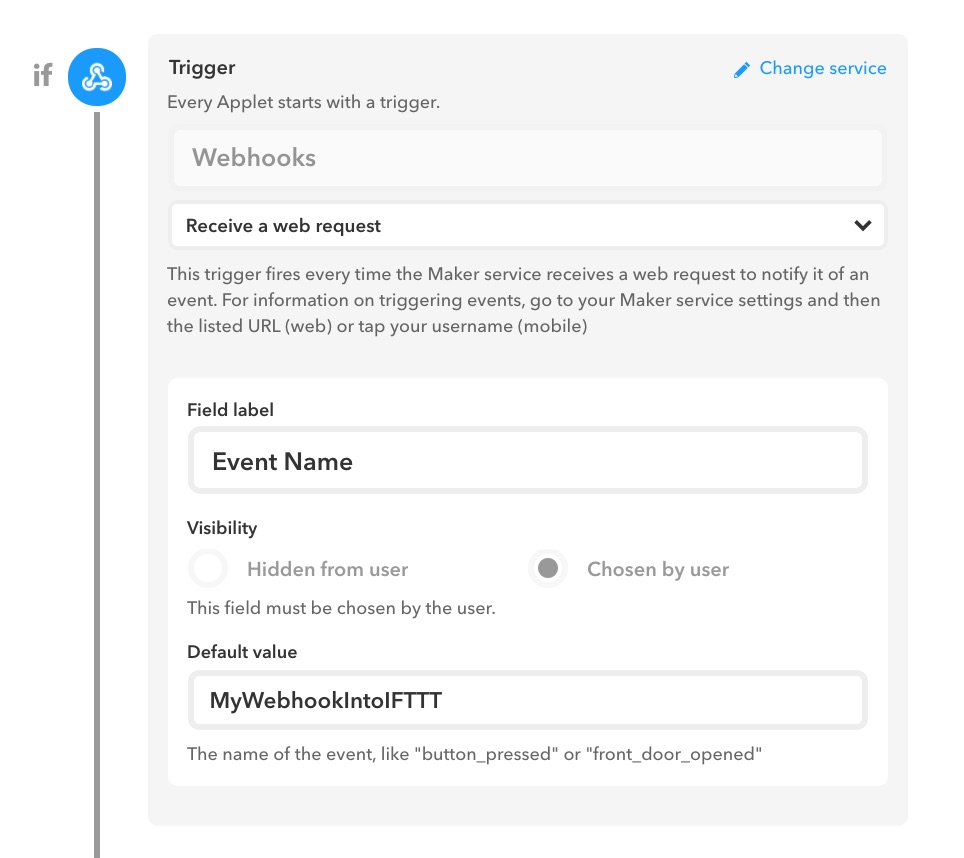 if
Trigger
Change service
Every Applet starts with a trigger.
Webhooks
Receive a web request
This trigger fires every time the Maker service receives a web request to notify it of an
event. For information on triggering events, go to your Maker service settings and then
the listed URL (web) or tap your username (mobile)
Field label
Event Name
Visibility
Hidden from user
Chosen by user
This field must be chosen by the user.
Default value
MyWebhookIntoIFTTT
The name of the event, like "button_pressed" or "front_door_opened"